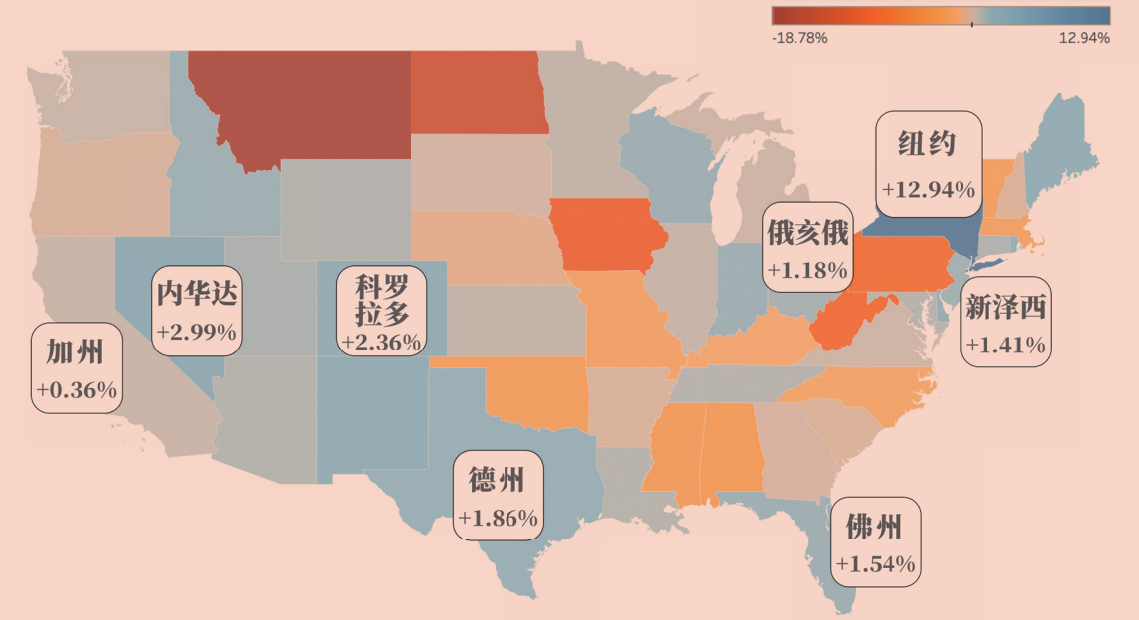 -18.78%
12.94%
纽约
+12.94%
俄亥俄
+1.18%
内华达
+2.99%
科罗
拉多
+2.36%
新泽西
+1.41%
加州
+0.36%
德州
+1.86%
佛州
+1.54%